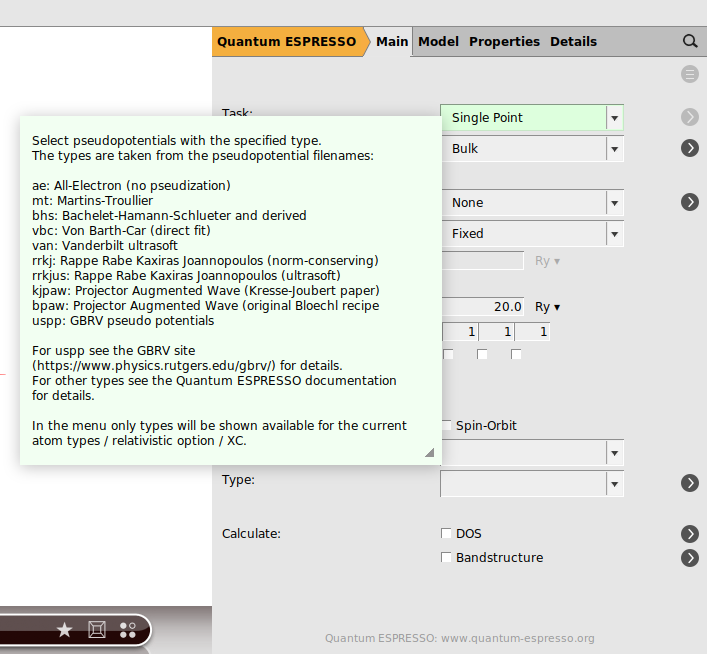 Quantum ESPRESSO Main Model Properties Details
Task:
Single Point
Bulk
None
Fixed
Ry ▾
20.0 Ry ▾
1 1 1
Select pseudopotentials with the specified type.
The types are taken from the pseudopotential filenames:
ae: All-Electron (no pseudization)
mt: Martins-Troullier
bhs: Bachelet-Hamann-Schlueter and derived
vbc: Von Barth-Car (direct fit)
van: Vanderbilt ultrasoft
rrkj: Rappe Rabe Kaxiras Joannopoulos (norm-conserving)
rrkjus: Rappe Rabe Kaxiras Joannopoulos (ultrasoft)
kjpaw: Projector Augmented Wave (Kresse-Joubert paper)
bpaw: Projector Augmented Wave (original Bloechl recipe
uspp: GBRV pseudo potentials
For uspp see the GBRV site
(https://www.physics.rutgers.edu/gbrv/) for details.
For other types see the Quantum ESPRESSO documentation
for details.
In the menu only types will be shown available for the current
atom types / relativistic option / XC.
Spin-Orbit
Type:
Calculate:
DOS
Bandstructure
Quantum ESPRESSO: www.quantum-espresso.org